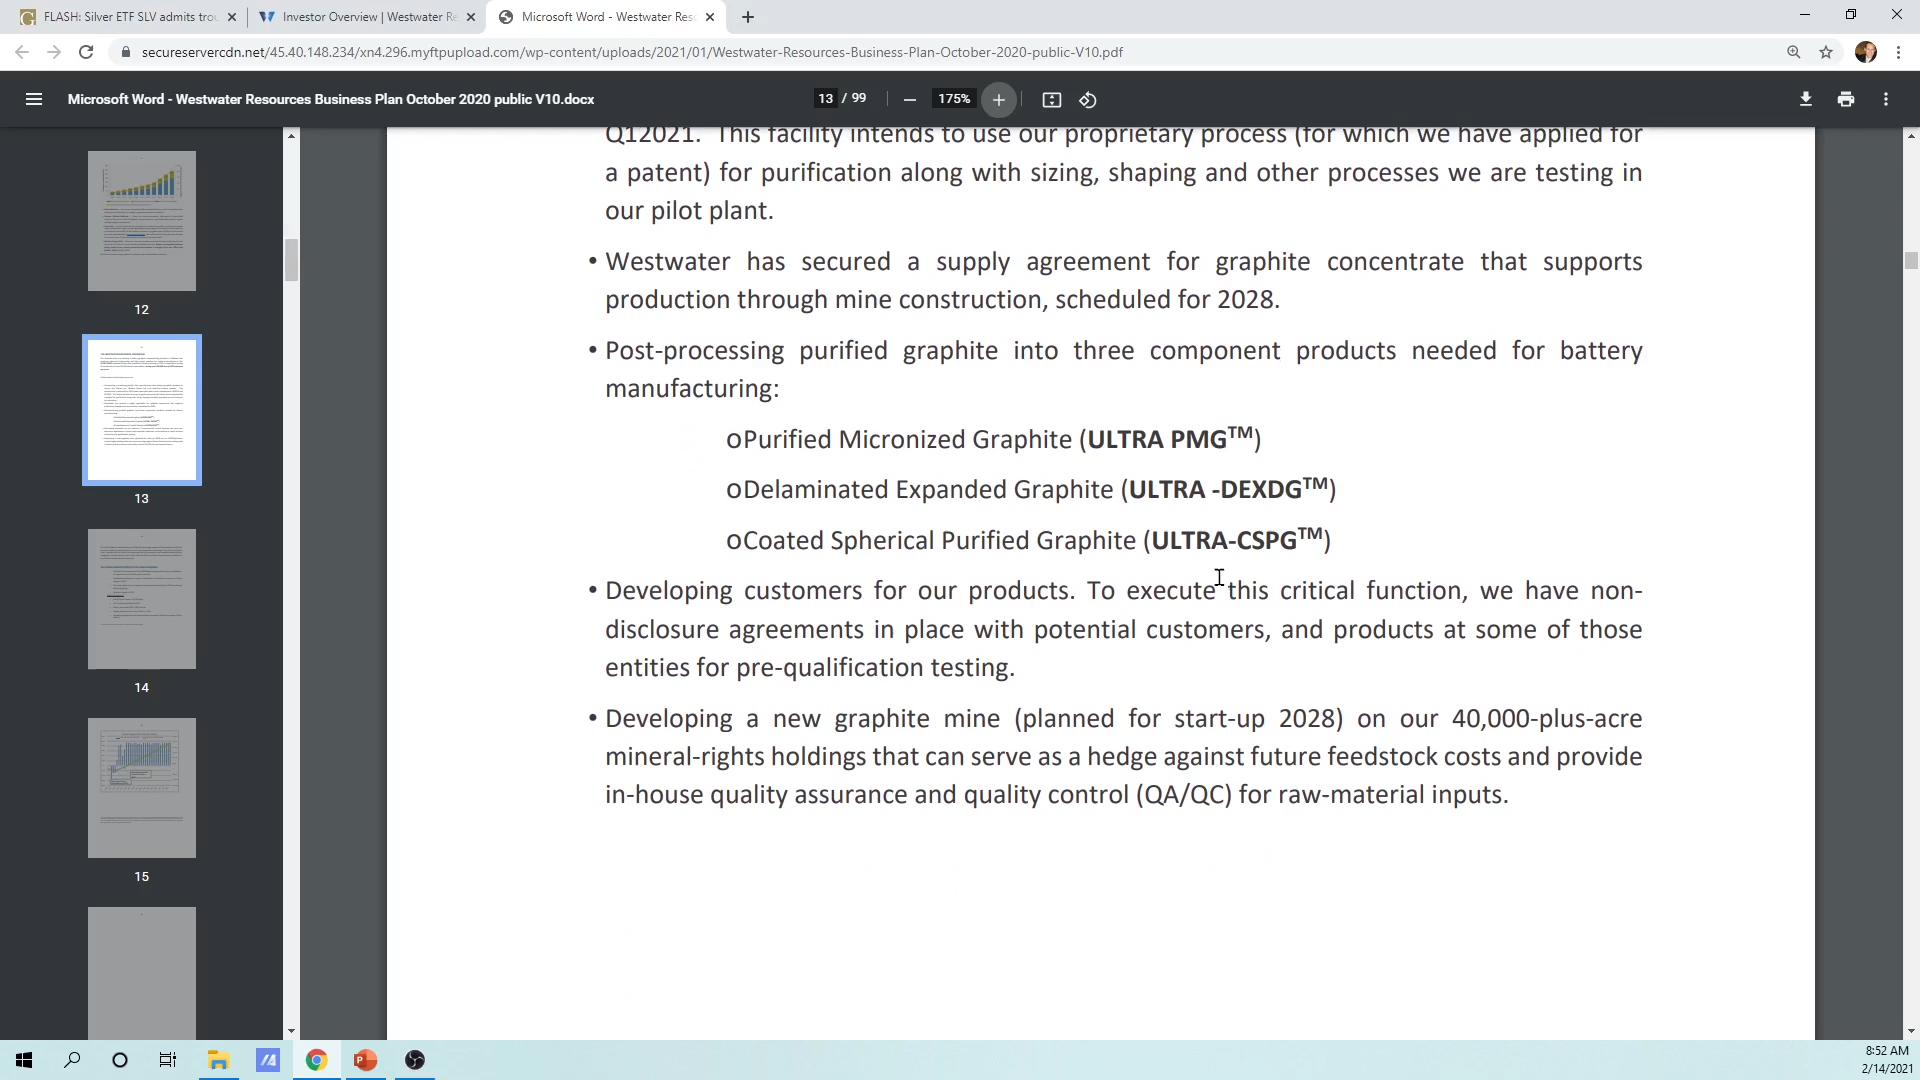 FLASH: Silver ETF SLV admits trou
Investor Overview | Westwater Re
Microsoft Word - Westwater Reso
secureservercdn.net/45.40.148.234/xn4.296.myftpupload.com/wp-content/uploads/2021/01/Westwater-Resources-Business-Plan-October-2020-public-V10.pdf
Microsoft Word - Westwater Resources Business Plan October 2020 public V10.docx
13 / 99
175%
Q12021. This facility intends to use our proprietary process (for which we have applied for
a patent) for purification along with sizing, shaping and other processes we are testing in
our pilot plant.
• Westwater has secured a supply agreement for graphite concentrate that supports
production through mine construction, scheduled for 2028.
• Post-processing purified graphite into three component products needed for battery
manufacturing:
oPurified Micronized Graphite (ULTRA PMG™)
oDelaminated Expanded Graphite (ULTRA -DEXDG™)
oCoated Spherical Purified Graphite (ULTRA-CSPG™)
• Developing customers for our products. To execute this critical function, we have non-
disclosure agreements in place with potential customers, and products at some of those
entities for pre-qualification testing.
• Developing a new graphite mine (planned for start-up 2028) on our 40,000-plus-acre
mineral-rights holdings that can serve as a hedge against future feedstock costs and provide
in-house quality assurance and quality control (QA/QC) for raw-material inputs.
12
13
14
15
8:52 AM
2/14/2021